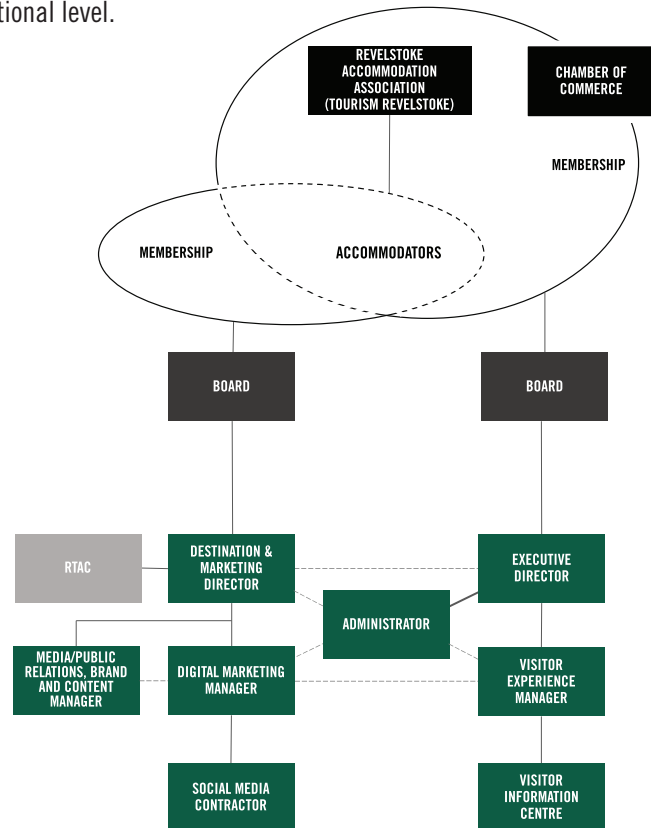 tional level.
REVELSTOKE
ACCOMMODATION
ASSOCIATION
(TOURISM REVELSTOKE)
CHAMBER OF
COMMERCE
MEMBERSHIP
MEMBERSHIP
ACCOMMODATORS
BOARD
BOARD
RTAC
DESTINATION &
MARKETING
DIRECTOR
EXECUTIVE
DIRECTOR
ADMINISTRATOR
MEDIA/PUBLIC
RELATIONS, BRAND
AND CONTENT
MANAGER
DIGITAL MARKETING
MANAGER
VISITOR
EXPERIENCE
MANAGER
SOCIAL MEDIA
CONTRACTOR
VISITOR
INFORMATION
CENTRE